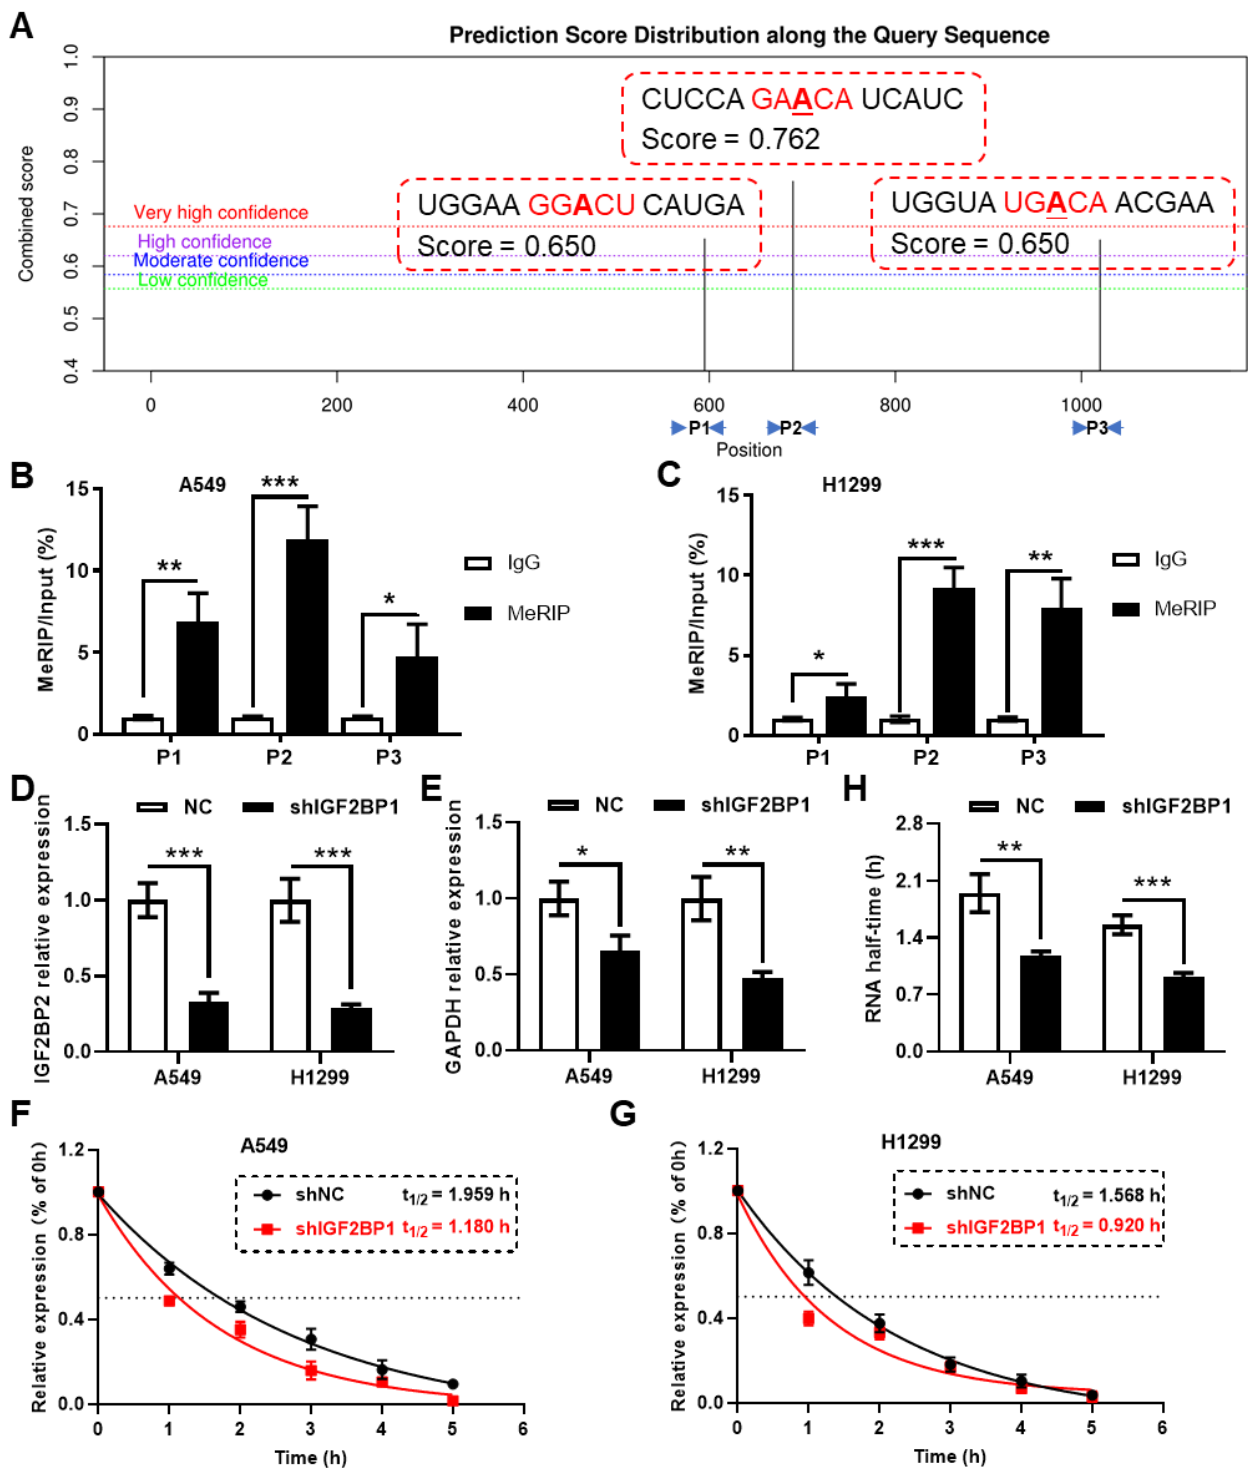 A
Prediction Score Distribution along the Query Sequence
Combined score
1.0
0.9
0.8
0.7
0.6
0.5
0.4
CUCCA GAACA UCAUC
Score = 0.762
UGGAA GGACU CAUGA
Score = 0.650
UGGUA UGACA ACGAA
Score = 0.650
Very high confidence
High confidence
Moderate confidence
Low confidence
0 200 400 600 800 1000
P1 P2 P3
Position
B
A549
MeRIP/Input (%)
15
10
5
0
** *** *
IgG
MeRIP
P1 P2 P3
C
H1299
MeRIP/Input (%)
15
10
5
0
* *** **
IgG
MeRIP
P1 P2 P3
D
NC shIGF2BP1
IGF2BP2 relative expression
1.5
1.0
0.5
0.0
*** ***
A549 H1299
E
NC shIGF2BP1
GAPDH relative expression
1.5
1.0
0.5
0.0
* **
A549 H1299
H
NC shIGF2BP1
RNA half-time (h)
2.8
2.1
1.4
0.7
0.0
** ***
A549 H1299
F
A549
Relative expression (% of 0h)
1.2
0.8
0.4
0.0
shNC t1/2 = 1.959 h
shIGF2BP1 t1/2 = 1.180 h
0 1 2 3 4 5 6
Time (h)
G
H1299
Relative expression (% of 0h)
1.2
0.8
0.4
0.0
shNC t1/2 = 1.568 h
shIGF2BP1 t1/2 = 0.920 h
0 1 2 3 4 5 6
Time (h)